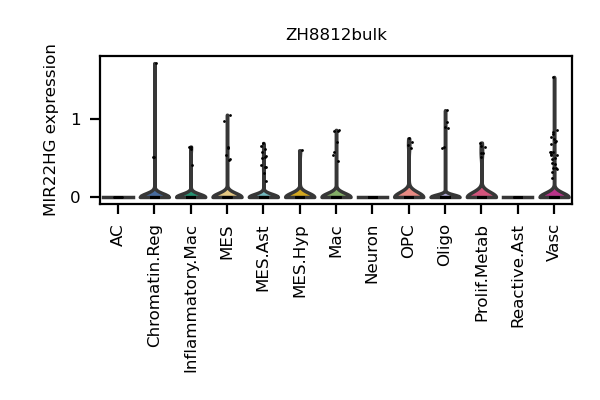 ZH8812bulk
MIR22HG expression
1
0
AC
Chromatin.Reg
Inflammatory.Mac
MES
MES.Ast
MES.Hyp
Mac
Neuron
OPC
Oligo
Prolif.Metab
Reactive.Ast
Vasc